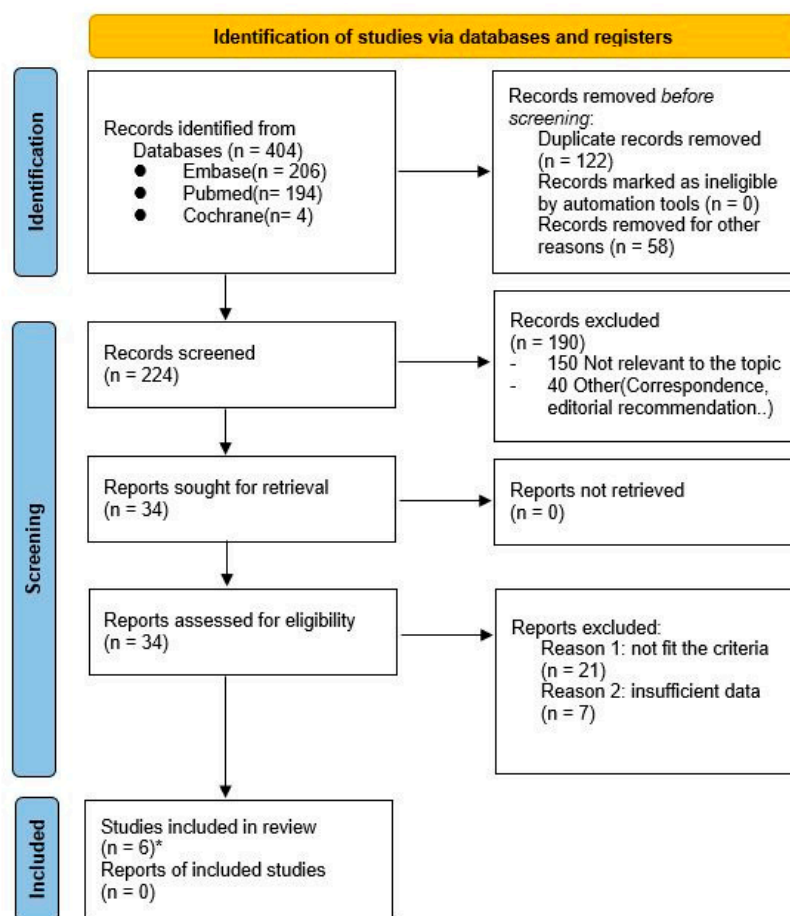 Identification of studies via databases and registers
Identification
Records identified from
Databases (n = 404)
● Embase(n= 206)
● Pubmed(n= 194)
● Cochrane(n= 4)
Records removed before
screening:
Duplicate records removed
(n = 122)
Records marked as ineligible
by automation tools (n = 0)
Records removed for other
reasons (n = 58)
Screening
Records screened
(n = 224)
Records excluded
(n = 190)
- 150 Not relevant to the topic
- 40 Other(Correspondence,
editorial recommendation..)
Reports sought for retrieval
(n = 34)
Reports not retrieved
(n = 0)
Reports assessed for eligibility
(n = 34)
Reports excluded:
Reason 1: not fit the criteria
(n = 21)
Reason 2: insufficient data
(n = 7)
Included
Studies included in review
(n = 6)*
Reports of included studies
(n = 0)